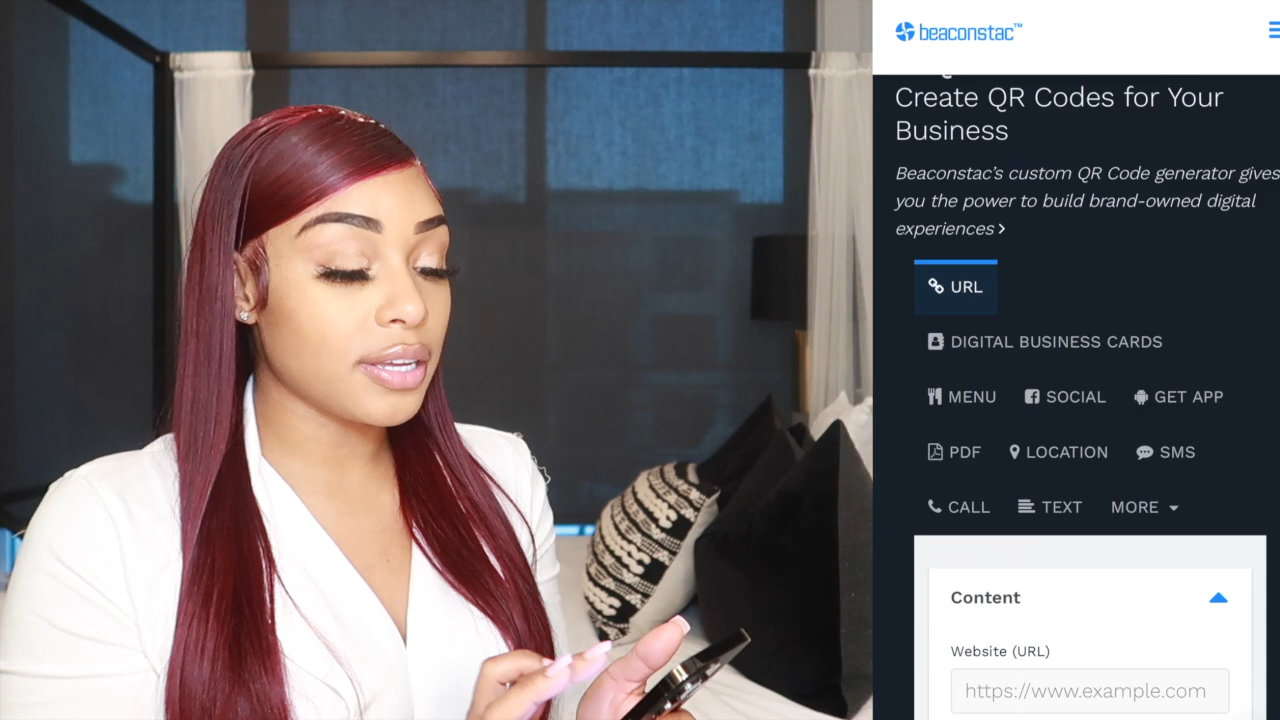 beaconstac™
Create QR Codes for Your
Business
Beaconstac's custom QR Code generator gives
you the power to build brand-owned digital
experiences
URL
DIGITAL BUSINESS CARDS
MENU SOCIAL GET APP
PDF LOCATION SMS
CALL TEXT MORE
Content
Website (URL)
https://www.example.com